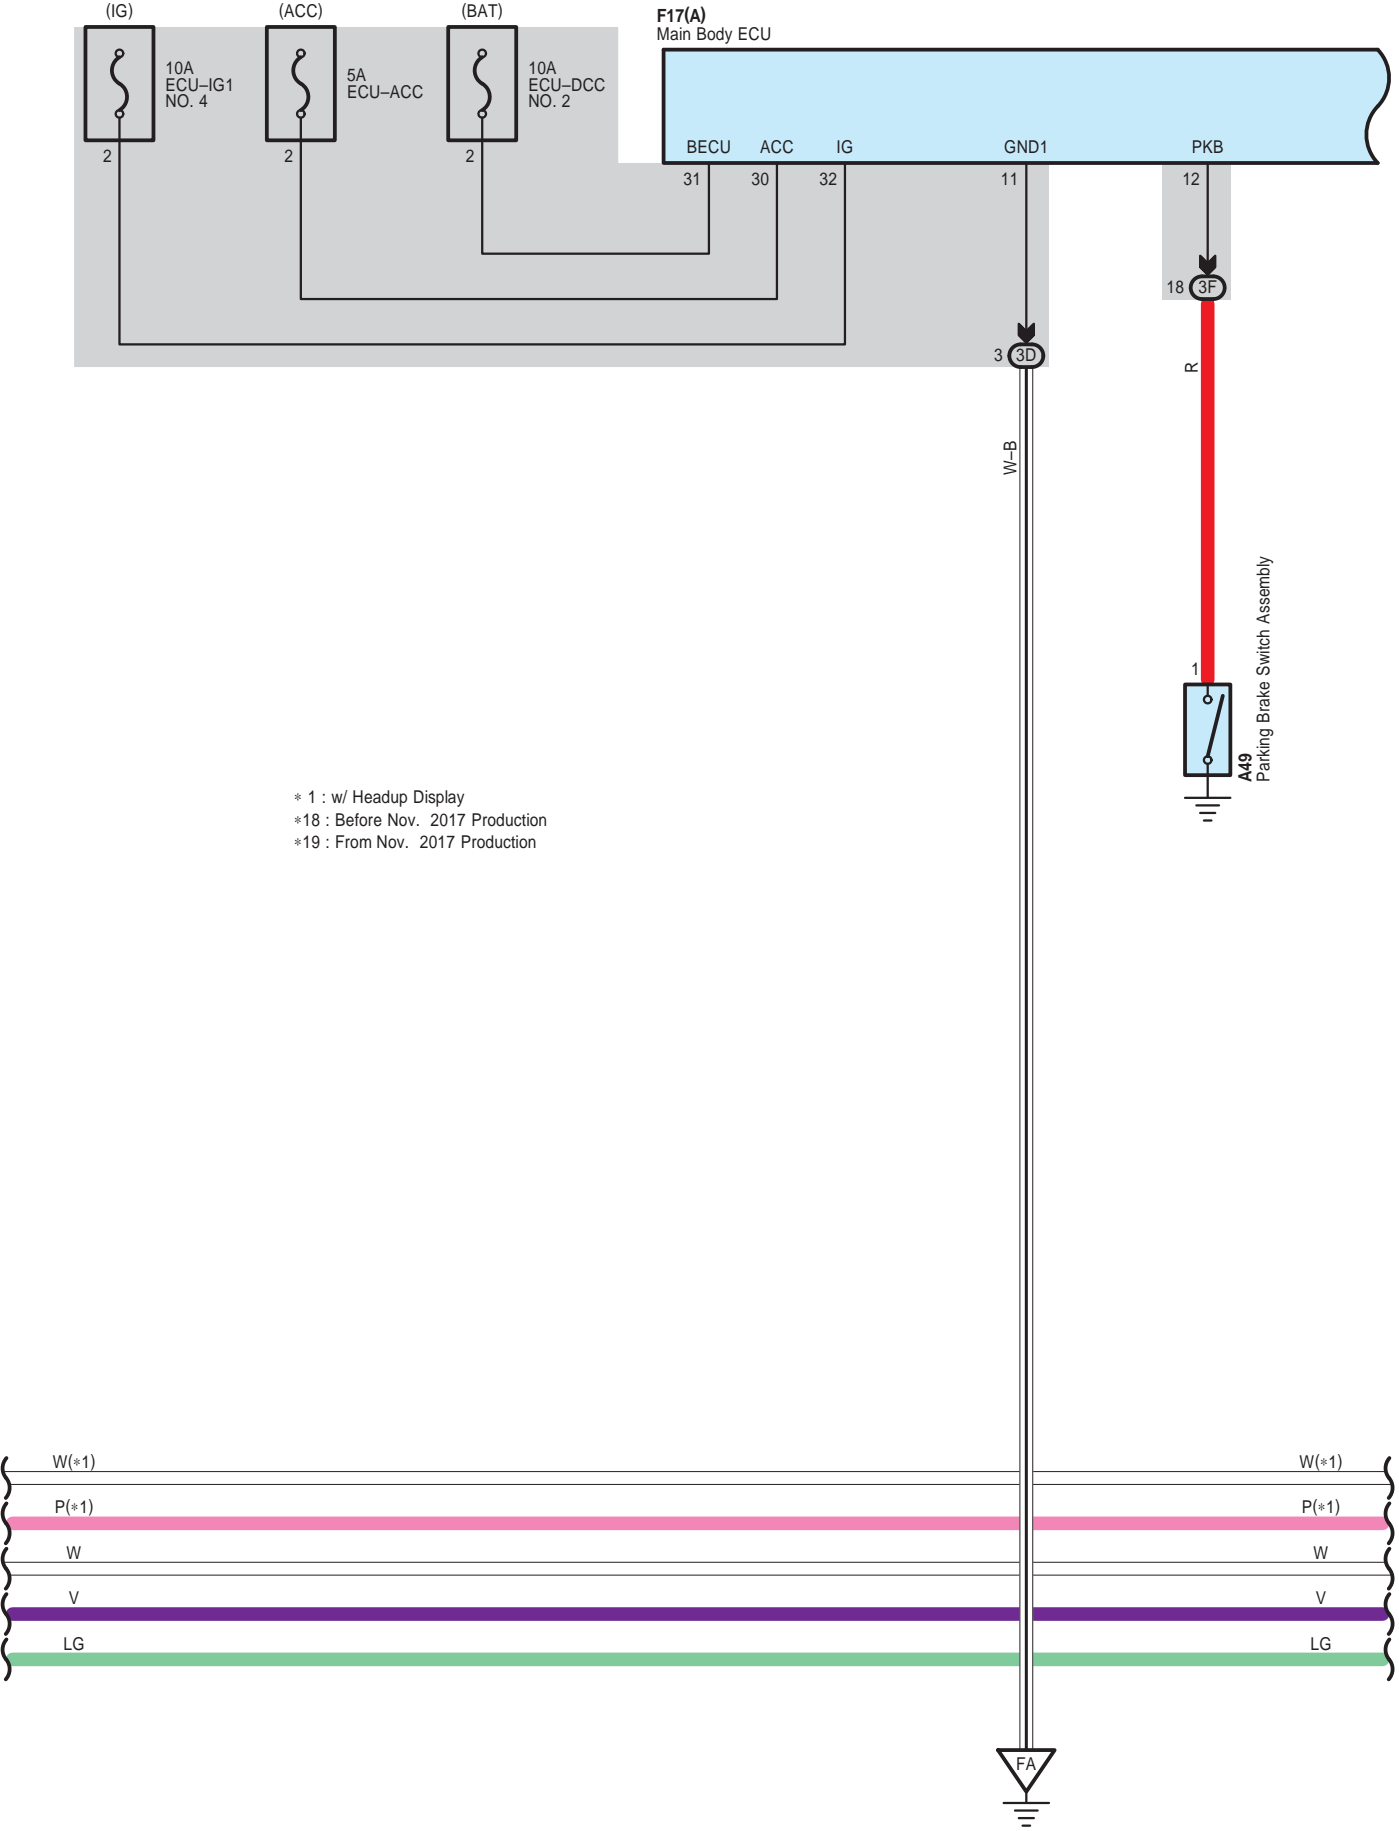 (IG)
(ACC)
(BAT)
F17(A)
Main Body ECU
10A
ECU–IG1
NO. 4
5A
ECU–ACC
10A
ECU–DCC
NO. 2
2
2
2
BECU
ACC
IG
GND1
PKB
31
30
32
11
12
18
3F
3
3D
R
W–B
1
A49
Parking Brake Switch Assembly
∗ 1 : w/ Headup Display
∗18 : Before Nov. 2017 Production
∗19 : From Nov. 2017 Production
W(∗1)
W(∗1)
P(∗1)
P(∗1)
W
W
V
V
LG
LG
FA